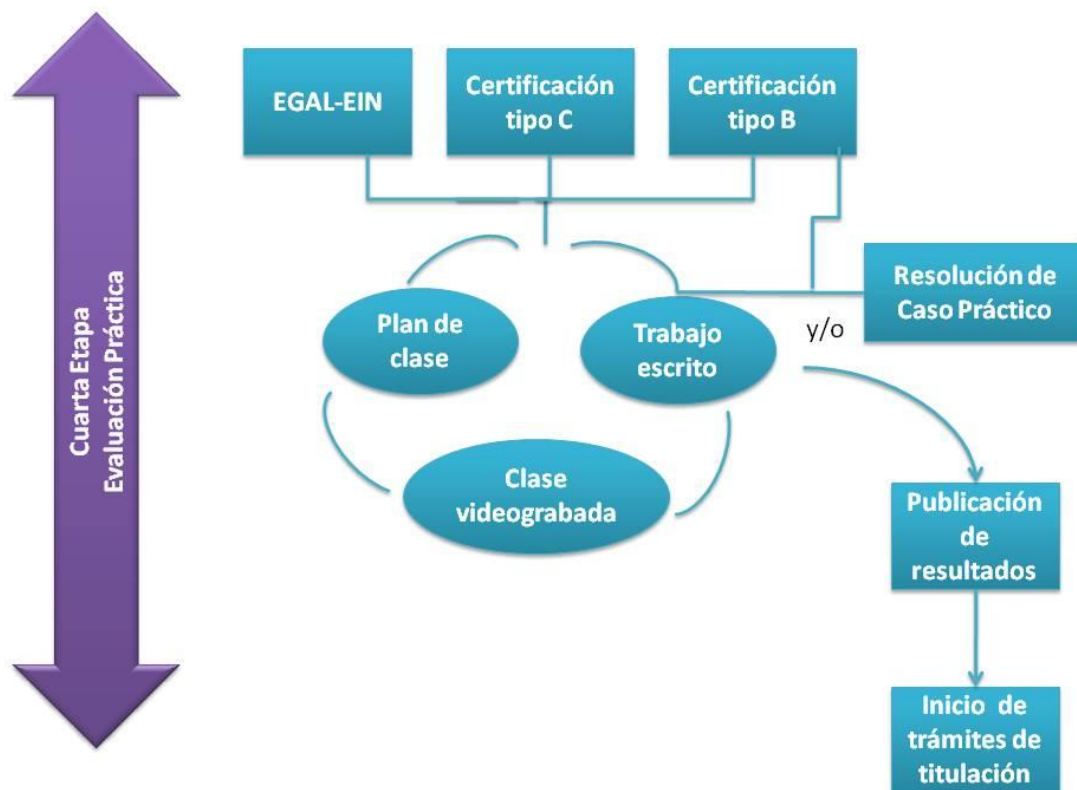 Cuarta Etapa
Evaluación Práctica
EGAL-EIN
Certificación
tipo C
Certificación
tipo B
Resolución de
Caso Práctico
Plan de
clase
Trabajo
escrito
y/o
Clase
videograbada
Publicación
de
resultados
Inicio de
trámites de
titulación